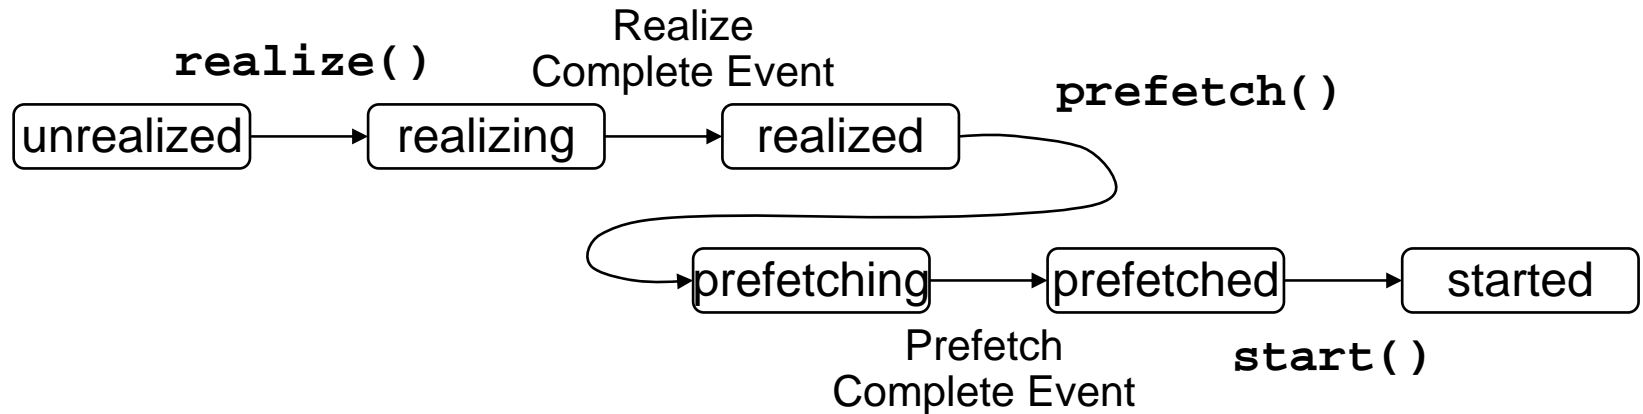 Realize
realize()
Complete Event
prefetch()
unrealized
realizing
realized
prefetching
prefetched
started
Prefetch
start()
Complete Event